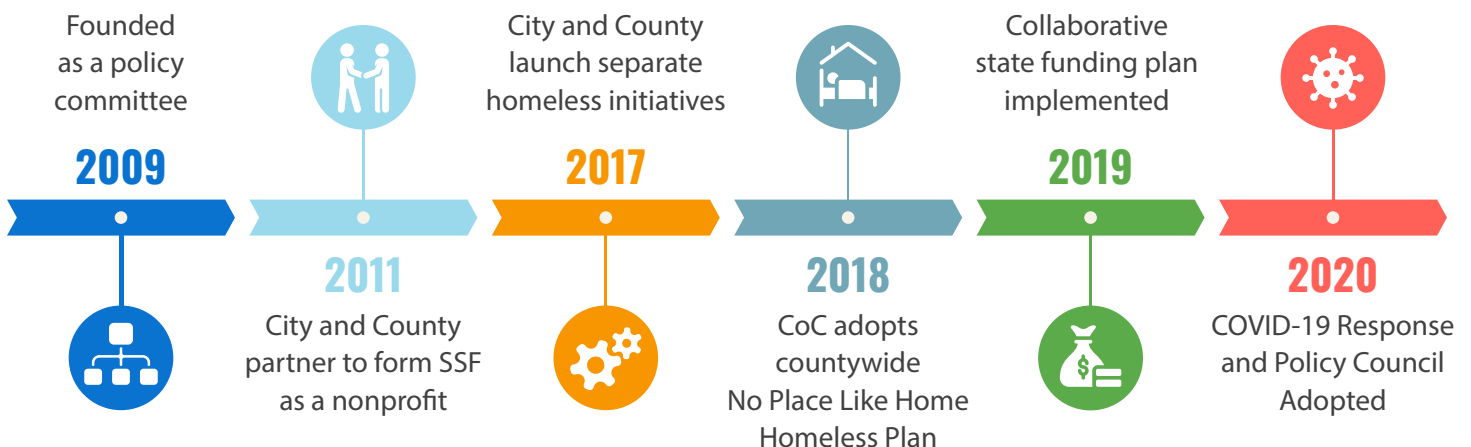 Founded
as a policy
committee
2009
2011
City and County
partner to form SSF
as a nonprofit
City and County
launch separate
homeless initiatives
2017
2018
CoC adopts
countywide
No Place Like Home
Homeless Plan
Collaborative
state funding plan
implemented
2019
$
2020
COVID-19 Response
and Policy Council
Adopted